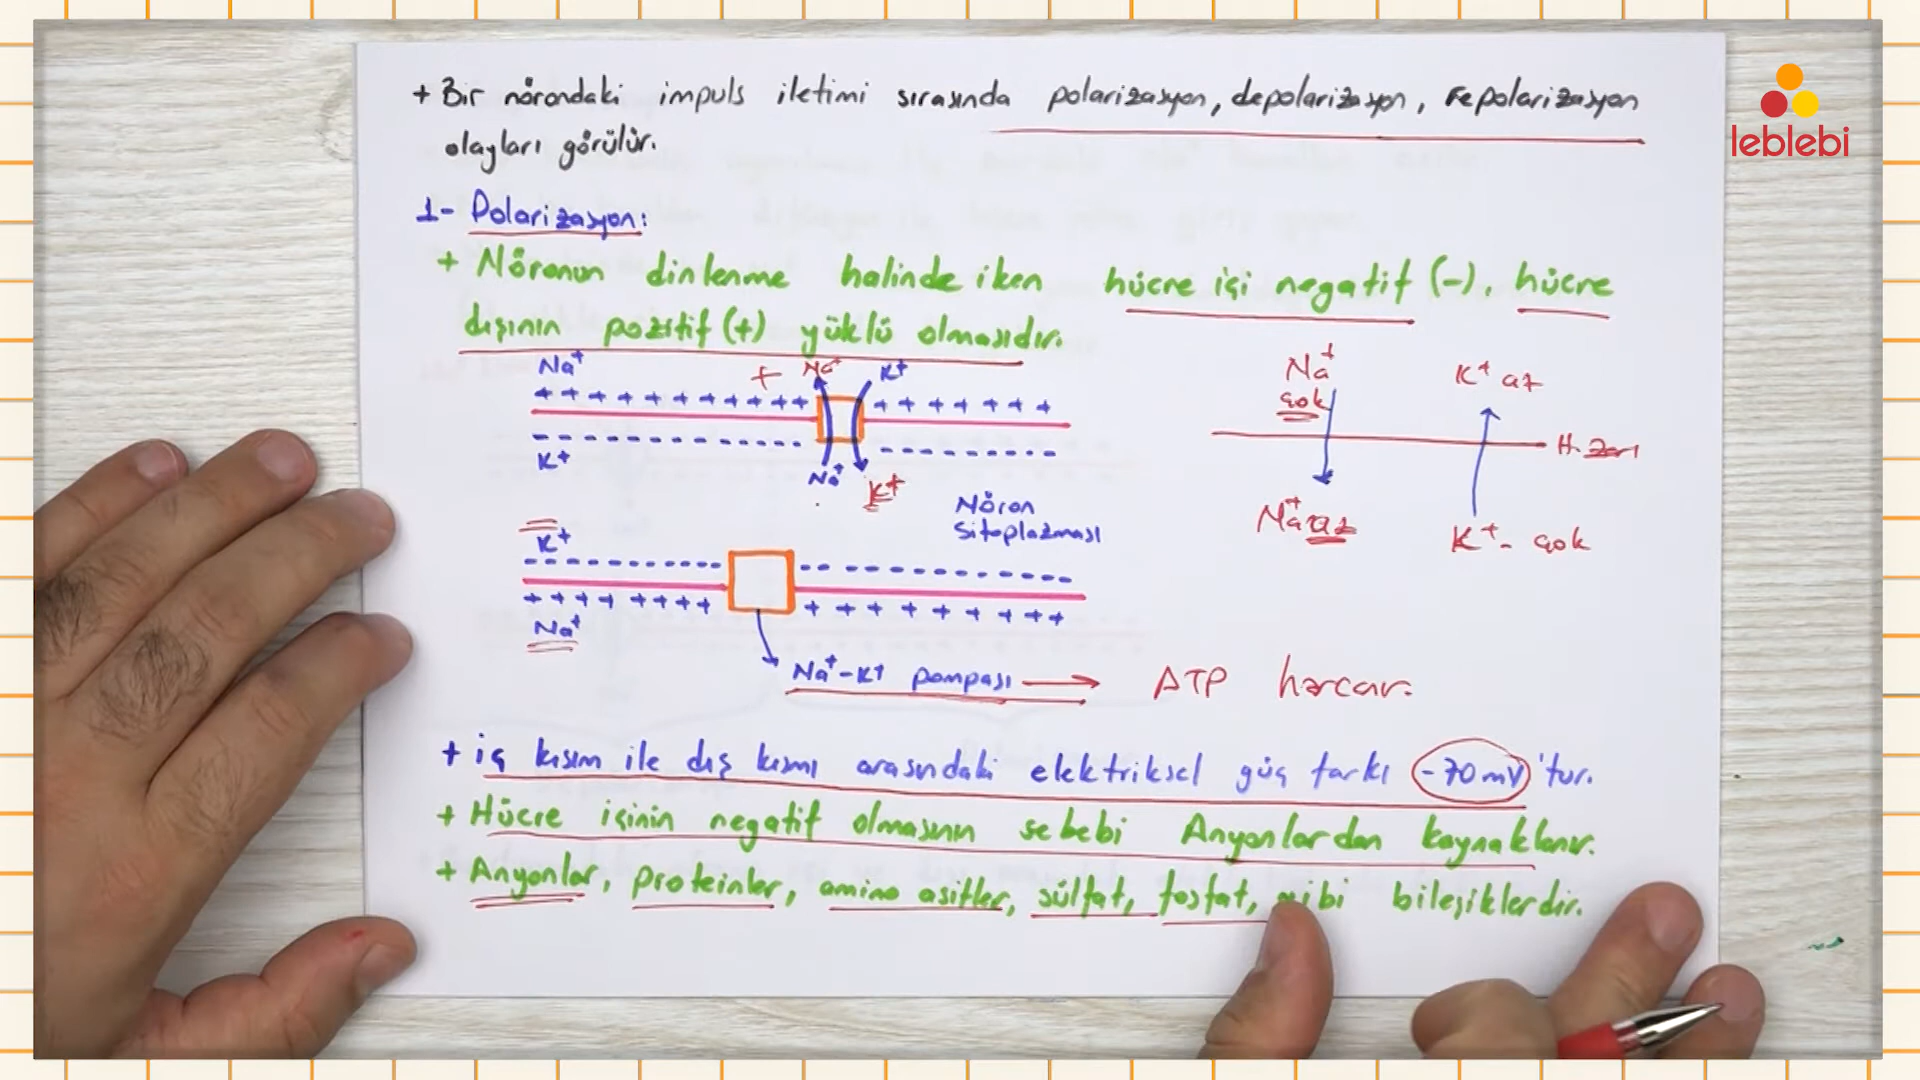 + Bir nörondaki impuls iletimi sırasında polarizasyon, depolarizasyon, repolarizasyon
olayları görülür.
leblebi
1- Polarizasyon:
+ Nöronun dinlenme halinde iken hücre içi negatif (-), hücre
dışının pozitif (+) yüklü olmasıdır.
Na+ + Na+ K+
+ + + + + + + + + + + + + + + + + +
- - - - - - - - - - - - - - - - - -
K+ Na+ K+
Na+ çok K+ az
H. zarı
Na+ az K+ - çok
Nöron
Sitoplazması
K+
- - - - - - - - - - - - - - - - - - -
+ + + + + + + + + + + + + + + + +
Na+
Na+-K+ pompası → ATP harcar.
+ iç kısım ile dış kısmı arasındaki elektriksel güç farkı -70 mV 'tur.
+ Hücre içinin negatif olmasının sebebi Anyonlardan kaynaklanır.
+ Anyonlar, proteinler, amino asitler, sülfat, fosfat, gibi bileşiklerdir.